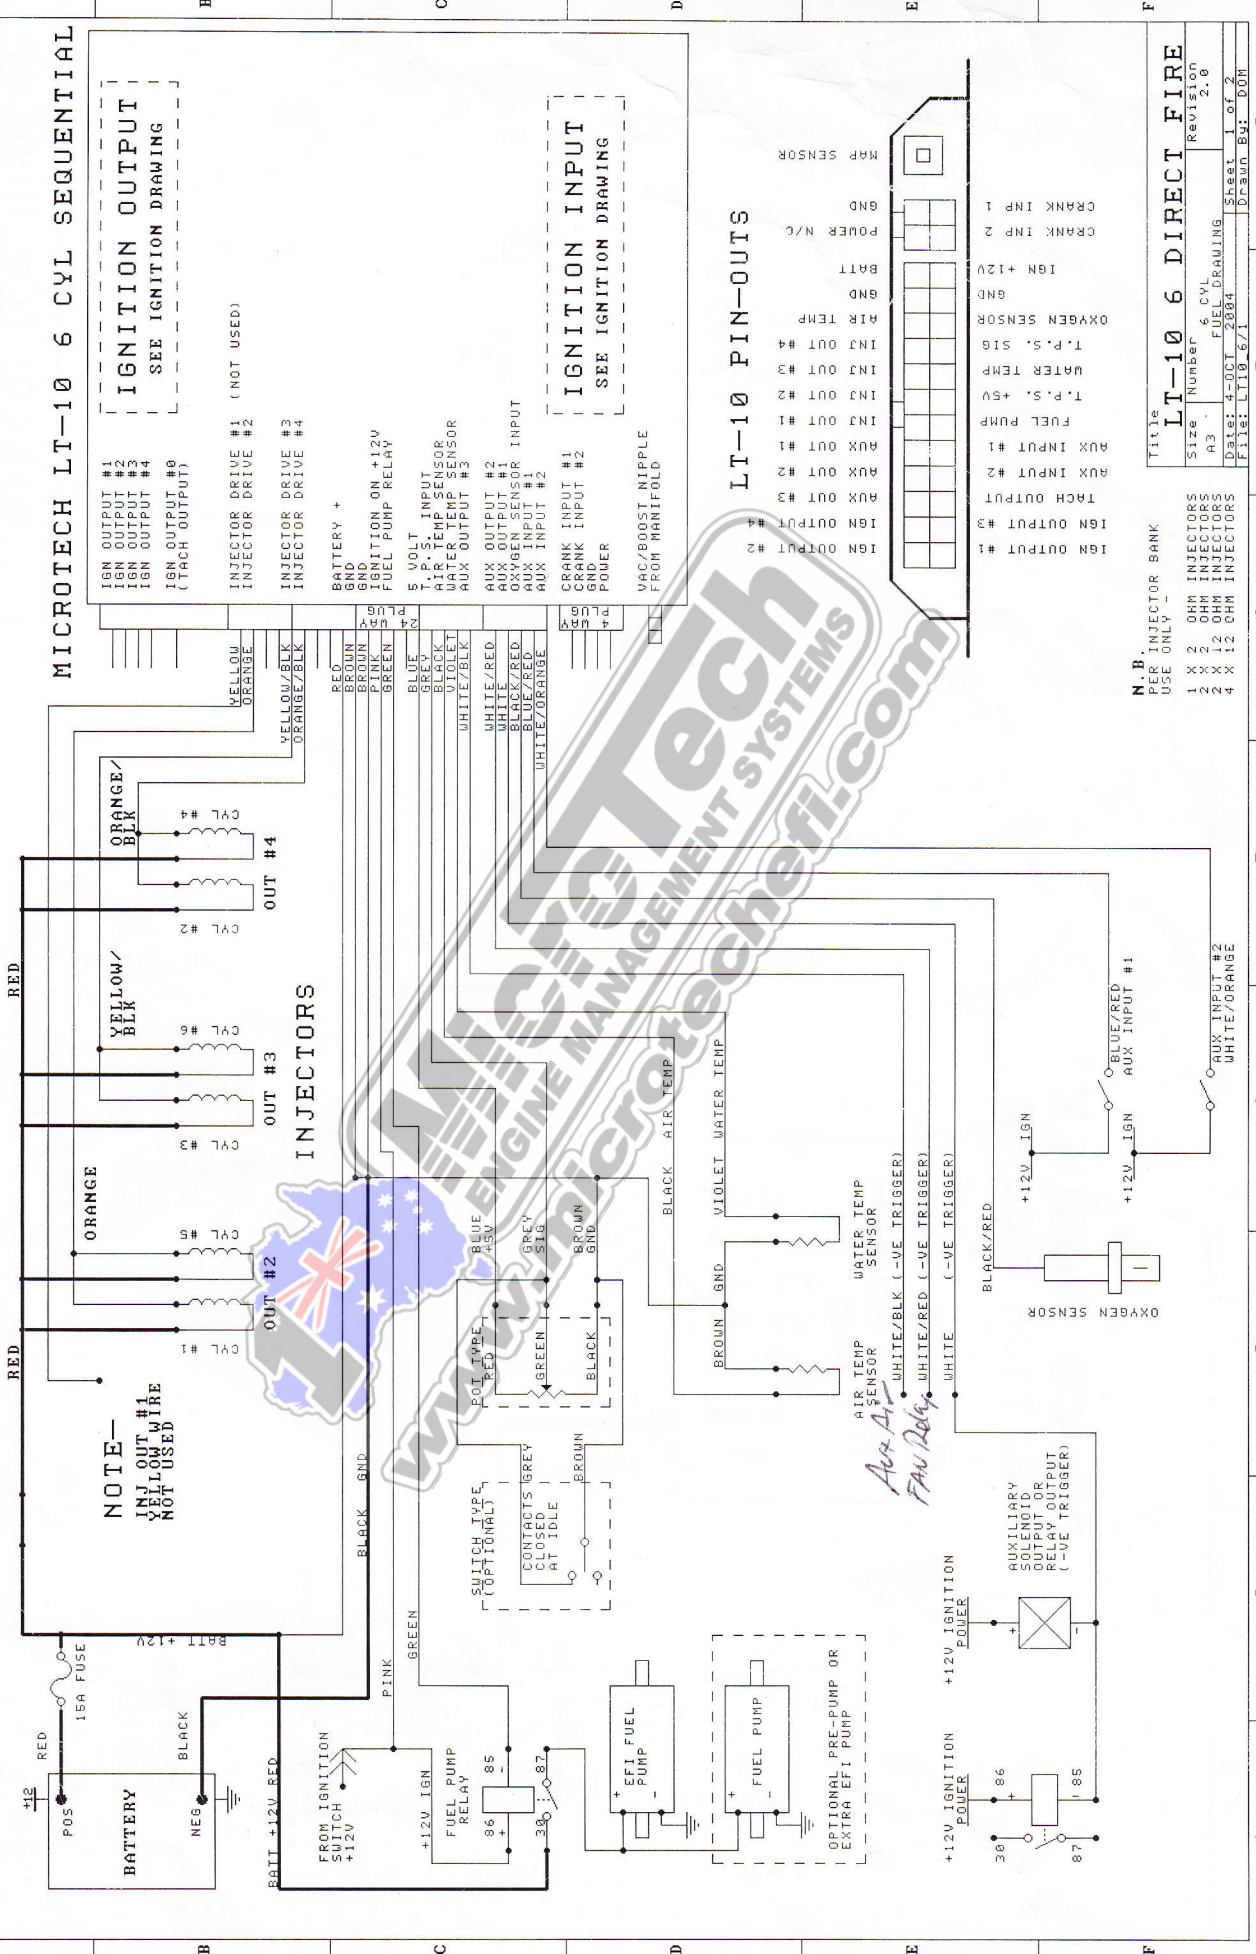 MICROTECH LT-10 6 CYL SEQUENTIAL
IGNITION OUTPUT
SEE IGNITION DRAWING
IGN OUTPUT #1
IGN OUTPUT #2
IGN OUTPUT #3
IGN OUTPUT #4
IGN OUTPUT #0
(TACH OUTPUT)
INJECTOR DRIVE #1 (NOT USED)
INJECTOR DRIVE #2
INJECTOR DRIVE #3
INJECTOR DRIVE #4
BATTERY +
GND
GND
IGNITION ON +12V
FUEL PUMP RELAY
5 VOLT
T.P.S. INPUT
AIR TEMP SENSOR
WATER TEMP SENSOR
AUX OUTPUT #3
AUX OUTPUT #2
AUX OUTPUT #1
OXYGEN SENSOR INPUT
AUX INPUT #1
AUX INPUT #2
IGNITION INPUT
SEE IGNITION DRAWING
CRANK INPUT #1
CRANK INPUT #2
GND
POWER
VAC/BOOST NIPPLE
FROM MANIFOLD
24 WAY
PLUG
4 WAY
PLUG
YELLOW
ORANGE
YELLOW/BLK
ORANGE/BLK
RED
BROWN
BROWN
PINK
GREEN
BLUE
GREY
BLACK
VIOLET
WHITE/BLK
WHITE/RED
WHITE
BLACK/RED
BLUE/RED
WHITE/ORANGE
RED
RED
ORANGE
YELLOW/
BLK
ORANGE/
BLK
CYL #1
CYL #5
OUT #2
CYL #3
CYL #6
OUT #3
CYL #2
CYL #4
OUT #4
INJECTORS
NOTE-
INJ OUT #1
YELLOW WIRE
NOT USED
+12
RED
15A FUSE
BATT +12V
POS
NEG
BATTERY
BLACK
BATT +12V RED
BLACK GND
FROM IGNITION
SWITCH
+12V
PINK
GREEN
+12V IGN
FUEL PUMP
RELAY
86 + 85 -
30 87
EFI FUEL
PUMP
+ -
FUEL PUMP
+ -
OPTIONAL PRE-PUMP OR
EXTRA EFI PUMP
SWITCH TYPE
(OPTIONAL)
CONTACTS
CLOSED
AT IDLE
GREY
BROWN
POT TYPE
RED
GREEN
BLACK
BLUE
+5V
GREY
SIG
BROWN
GND
BLACK AIR TEMP
VIOLET WATER TEMP
BROWN GND
AIR TEMP
SENSOR
WATER TEMP
SENSOR
Aux Air
WHITE/BLK (-VE TRIGGER)
FAN Relay
WHITE/RED (-VE TRIGGER)
WHITE (-VE TRIGGER)
BLACK/RED
OXYGEN SENSOR
+12V IGN
BLUE/RED
AUX INPUT #1
+12V IGN
AUX INPUT #2
WHITE/ORANGE
+12V IGNITION
POWER
+ -
AUXILIARY
SOLENOID
OUTPUT OR
RELAY OUTPUT
(-VE TRIGGER)
+12V IGNITION
POWER
30 86
+ -
87 85
LT-10 PIN-OUTS
IGN OUTPUT #2
IGN OUTPUT #4
AUX OUT #3
AUX OUT #2
AUX OUT #1
INJ OUT #1
INJ OUT #2
INJ OUT #3
INJ OUT #4
AIR TEMP
GND
BATT
POWER N/C
GND
MAP SENSOR
IGN OUTPUT #1
IGN OUTPUT #3
TACH OUTPUT
AUX INPUT #2
AUX INPUT #1
FUEL PUMP
T.P.S. +5V
WATER TEMP
T.P.S. SIG
OXYGEN SENSOR
GND
IGN +12V
CRANK INP 2
CRANK INP 1
N.B.
PER INJECTOR BANK
USE ONLY -
1 X 2 OHM INJECTORS
2 X 2 OHM INJECTORS
2 X 12 OHM INJECTORS
4 X 12 OHM INJECTORS
Title
LT-10 6 DIRECT FIRE
Size
A3
Number
6 CYL
FUEL DRAWING
Revision
2.0
Date: 4-OCT 2004
Sheet 1 of 2
File: LT10_6/1
Drawn By: DOM
B
C
D
E
F
B
C
D
E
F
1
MicroTech
ENGINE MANAGEMENT SYSTEMS
www.microtechefi.com